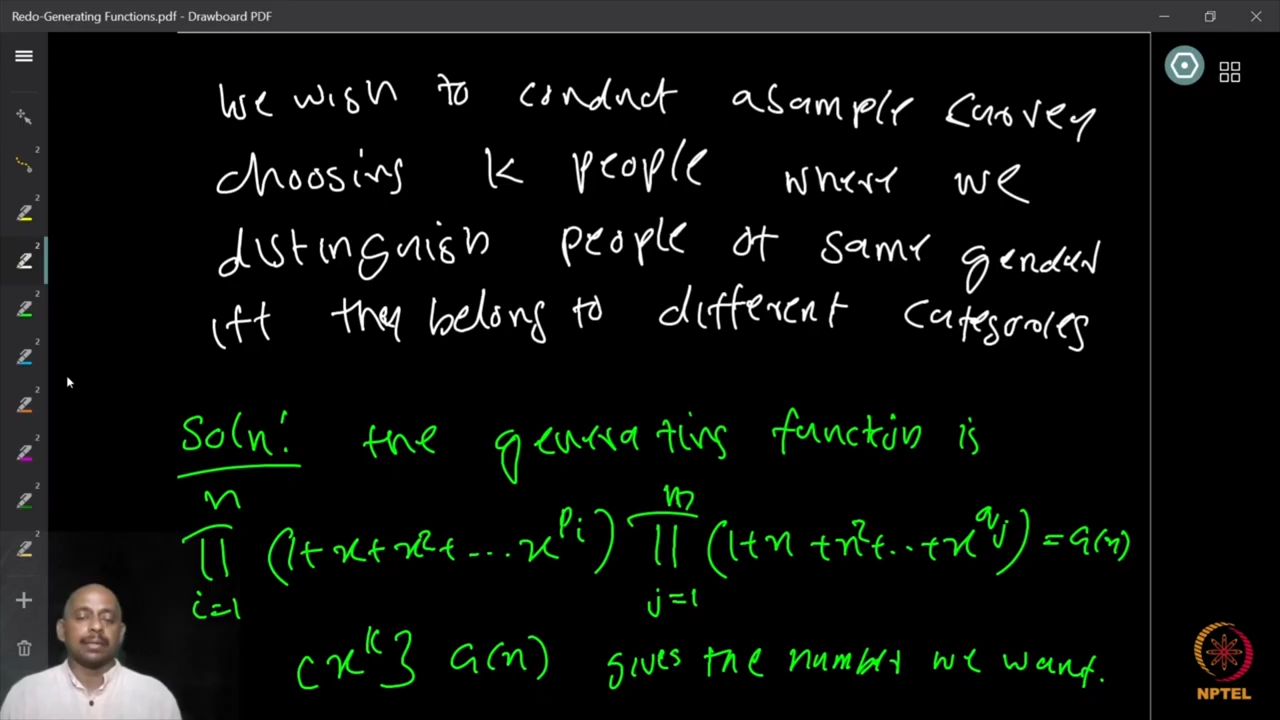 Redo-Generating Functions.pdf - Drawboard PDF
We wish to conduct a sample survey
choosing k people where we
distinguish people of same gender
iff they belong to different categories
Soln: the generating function is
n ∏ i=1 (1+x+x²+...x^{p_i}) m ∏ j=1 (1+x+x²+..+x^{q_j}) = G(x)
[x^k] G(x) gives the number we want.
NPTEL